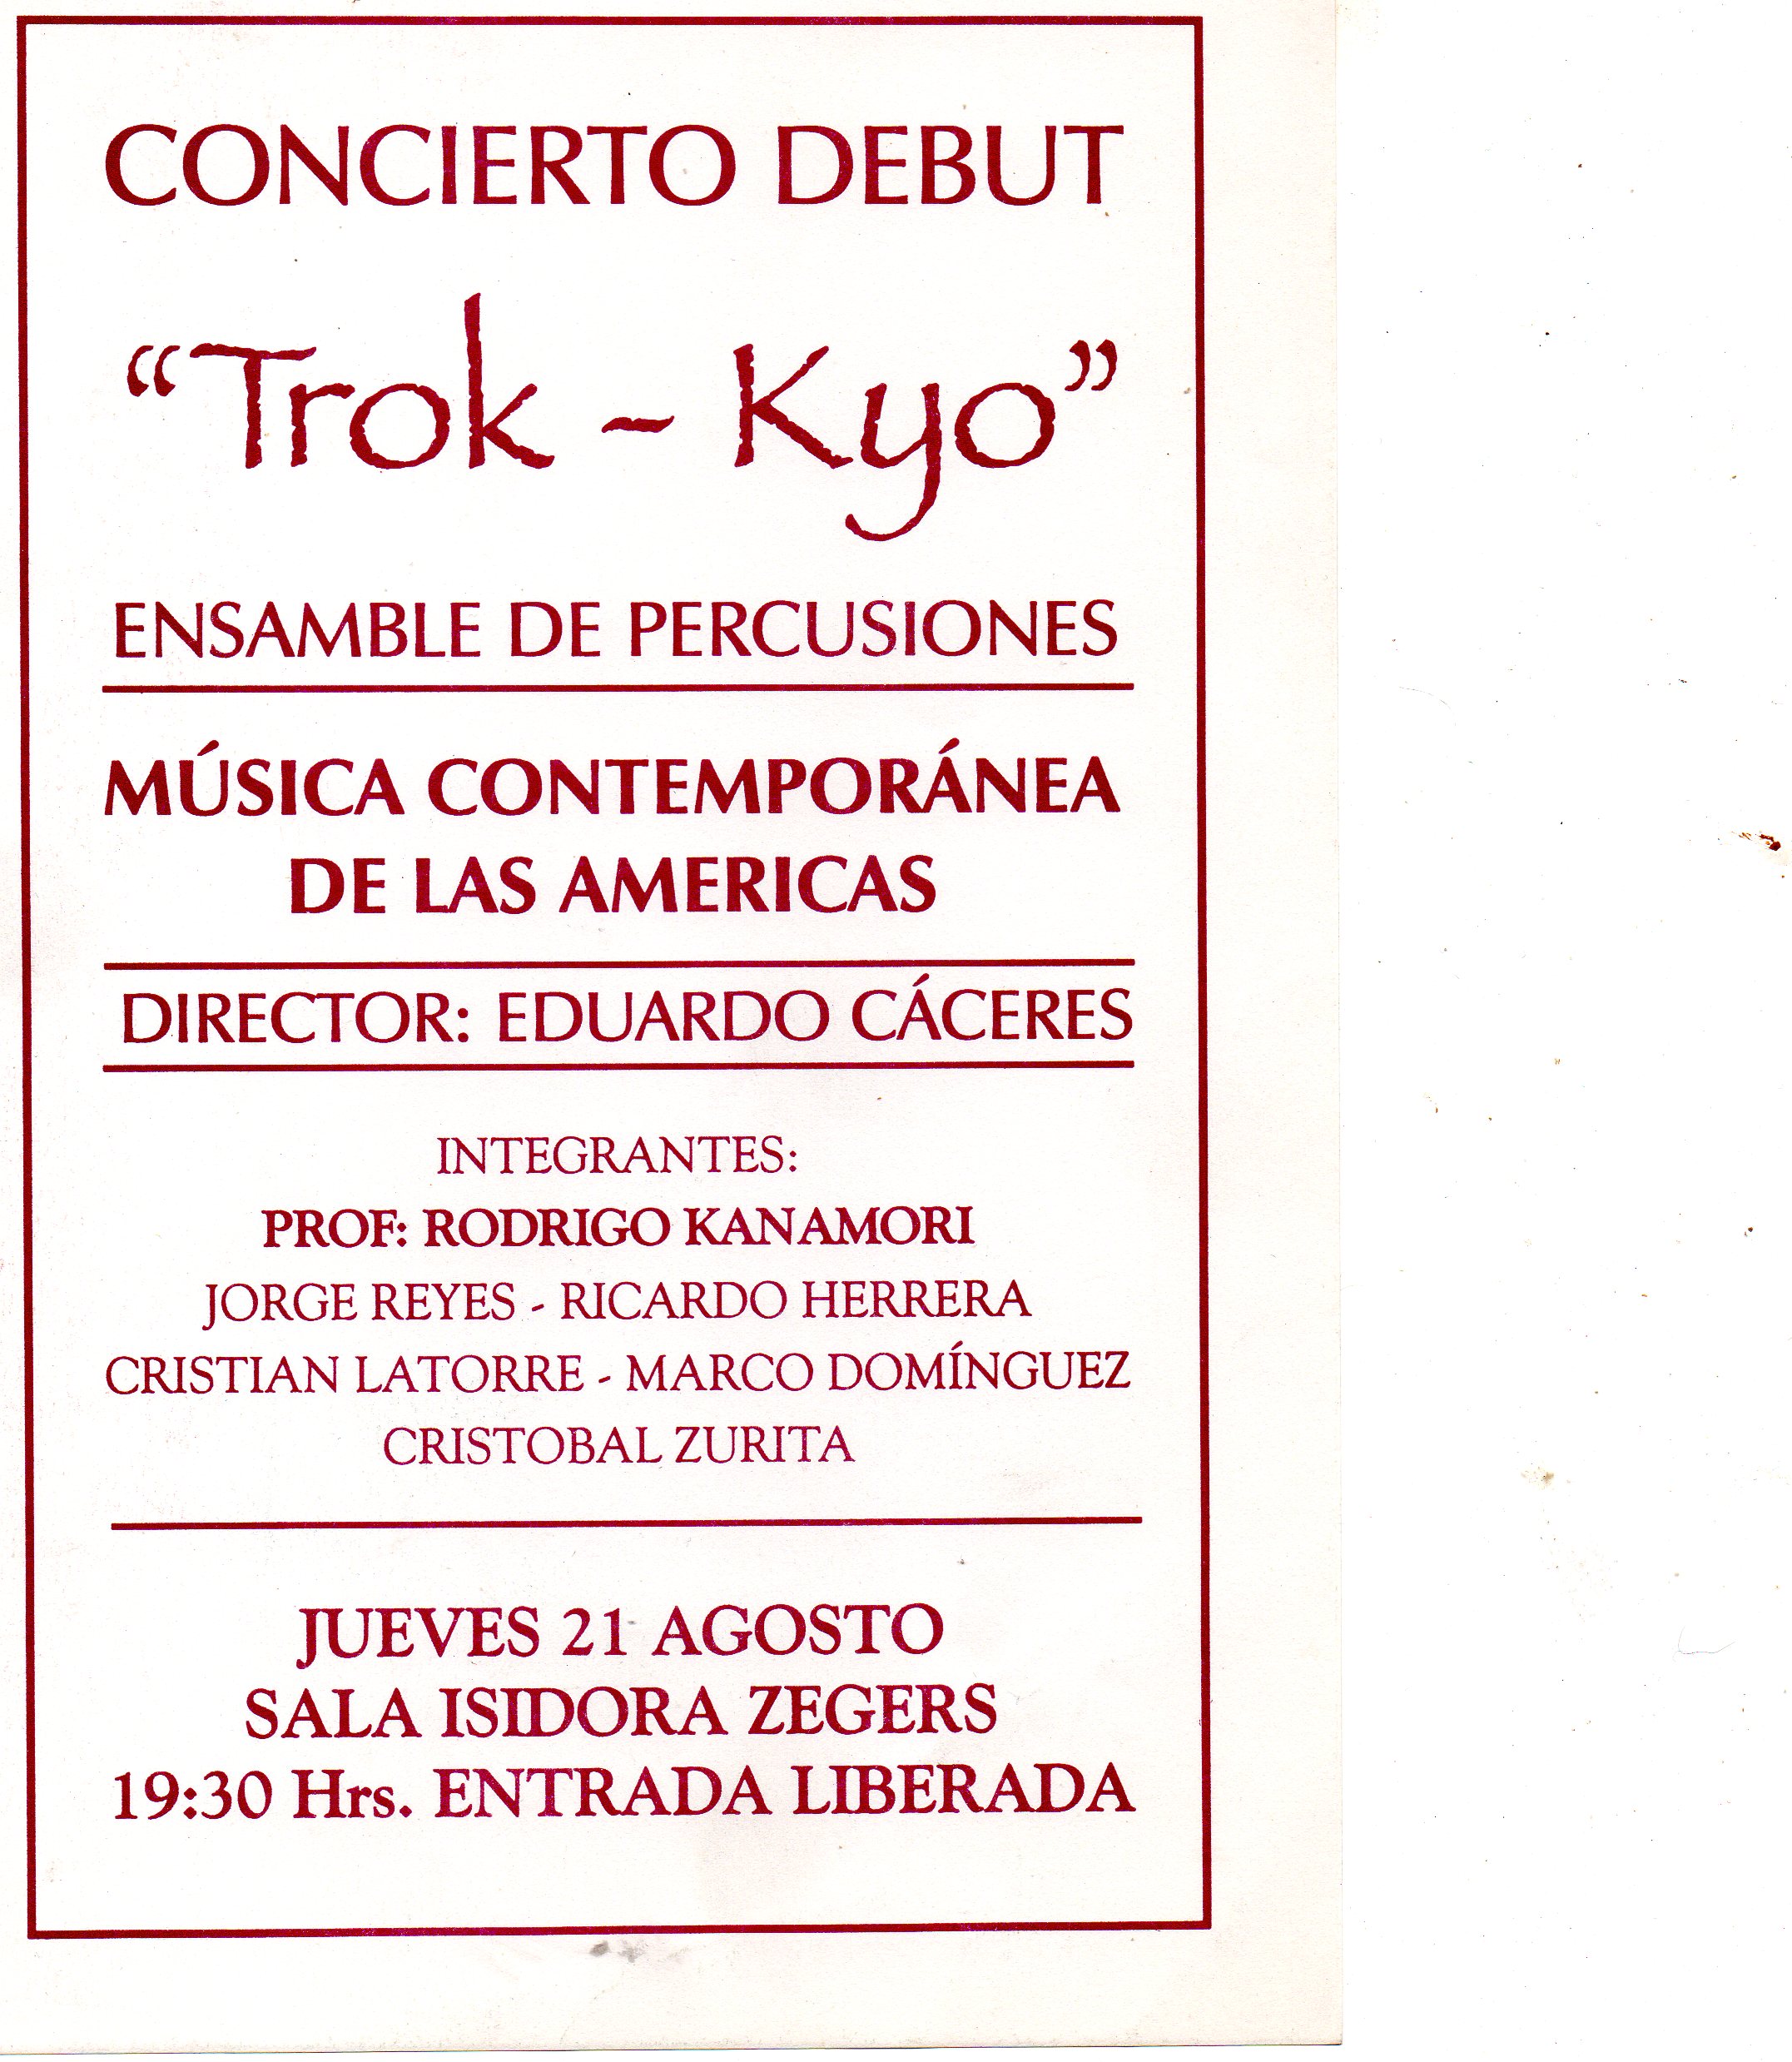 CONCIERTO DEBUT
“Trok - Kyo”
ENSAMBLE DE PERCUSIONES
MÚSICA CONTEMPORÁNEA
DE LAS AMERICAS
DIRECTOR: EDUARDO CÁCERES
INTEGRANTES:
PROF: RODRIGO KANAMORI
JORGE REYES - RICARDO HERRERA
CRISTIAN LATORRE - MARCO DOMÍNGUEZ
CRISTOBAL ZURITA
JUEVES 21 AGOSTO
SALA ISIDORA ZEGERS
19:30 Hrs. ENTRADA LIBERADA